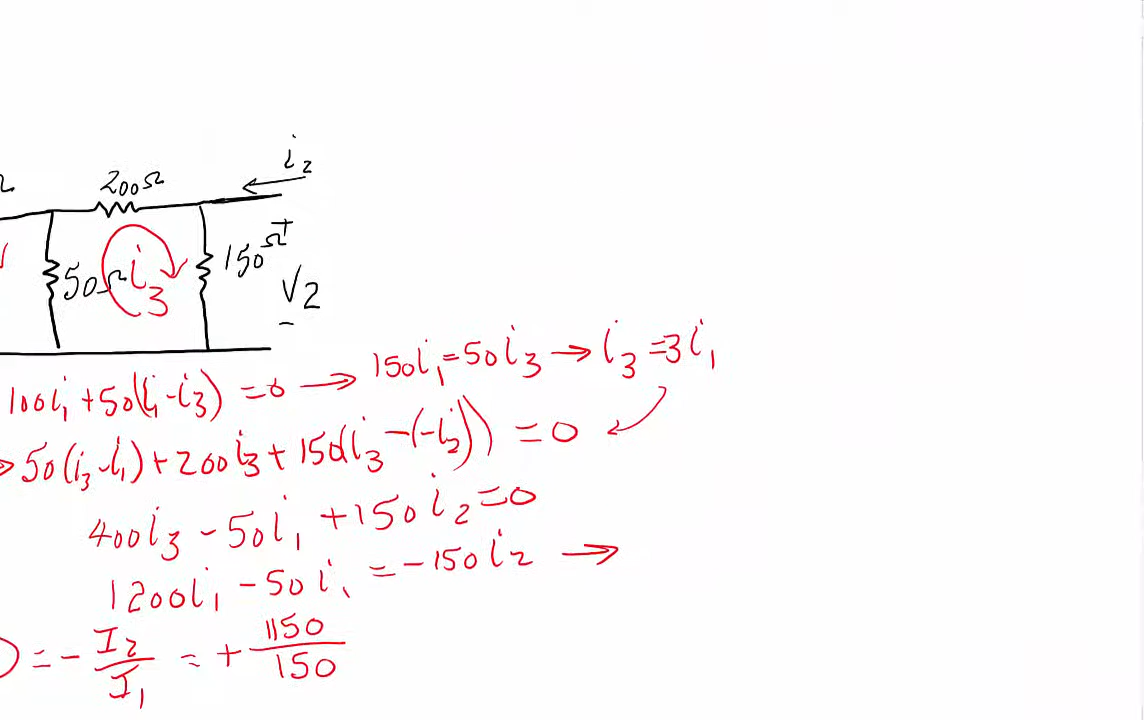 i₂
200Ω
50Ω
i₃
150Ω
+
V2
-
100i₁ + 50(i₁ - i₃) = 0 → 150i₁ = 50i₃ → i₃ = 3i₁
50(i₃ - i₁) + 200i₃ + 150(i₃ - (-i₂)) = 0
400i₃ - 50i₁ + 150i₂ = 0
1200i₁ - 50i₁ = -150i₂ →
= - I₂/I₁ = + 1150/150